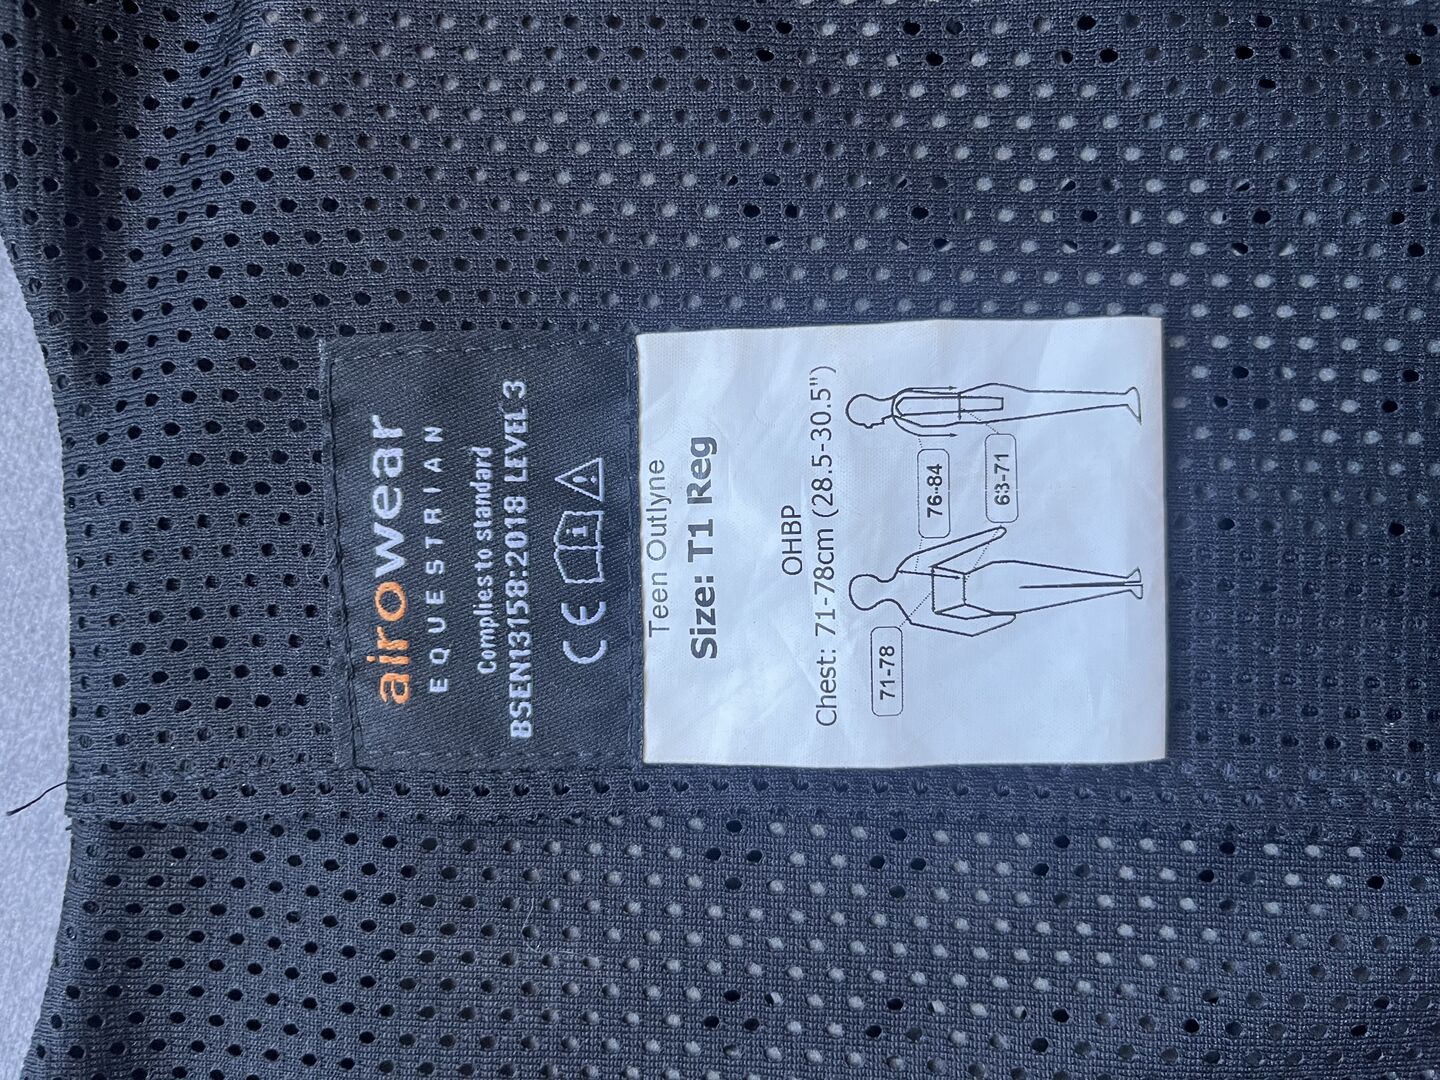 airowear
EQUESTRIAN
Complies to standard
BSEN13158:2018 LEVEL 3
CE
Teen Outlyne
Size: T1 Reg
OHBP
Chest: 71-78cm (28.5-30.5")
71-78
76-84
63-71